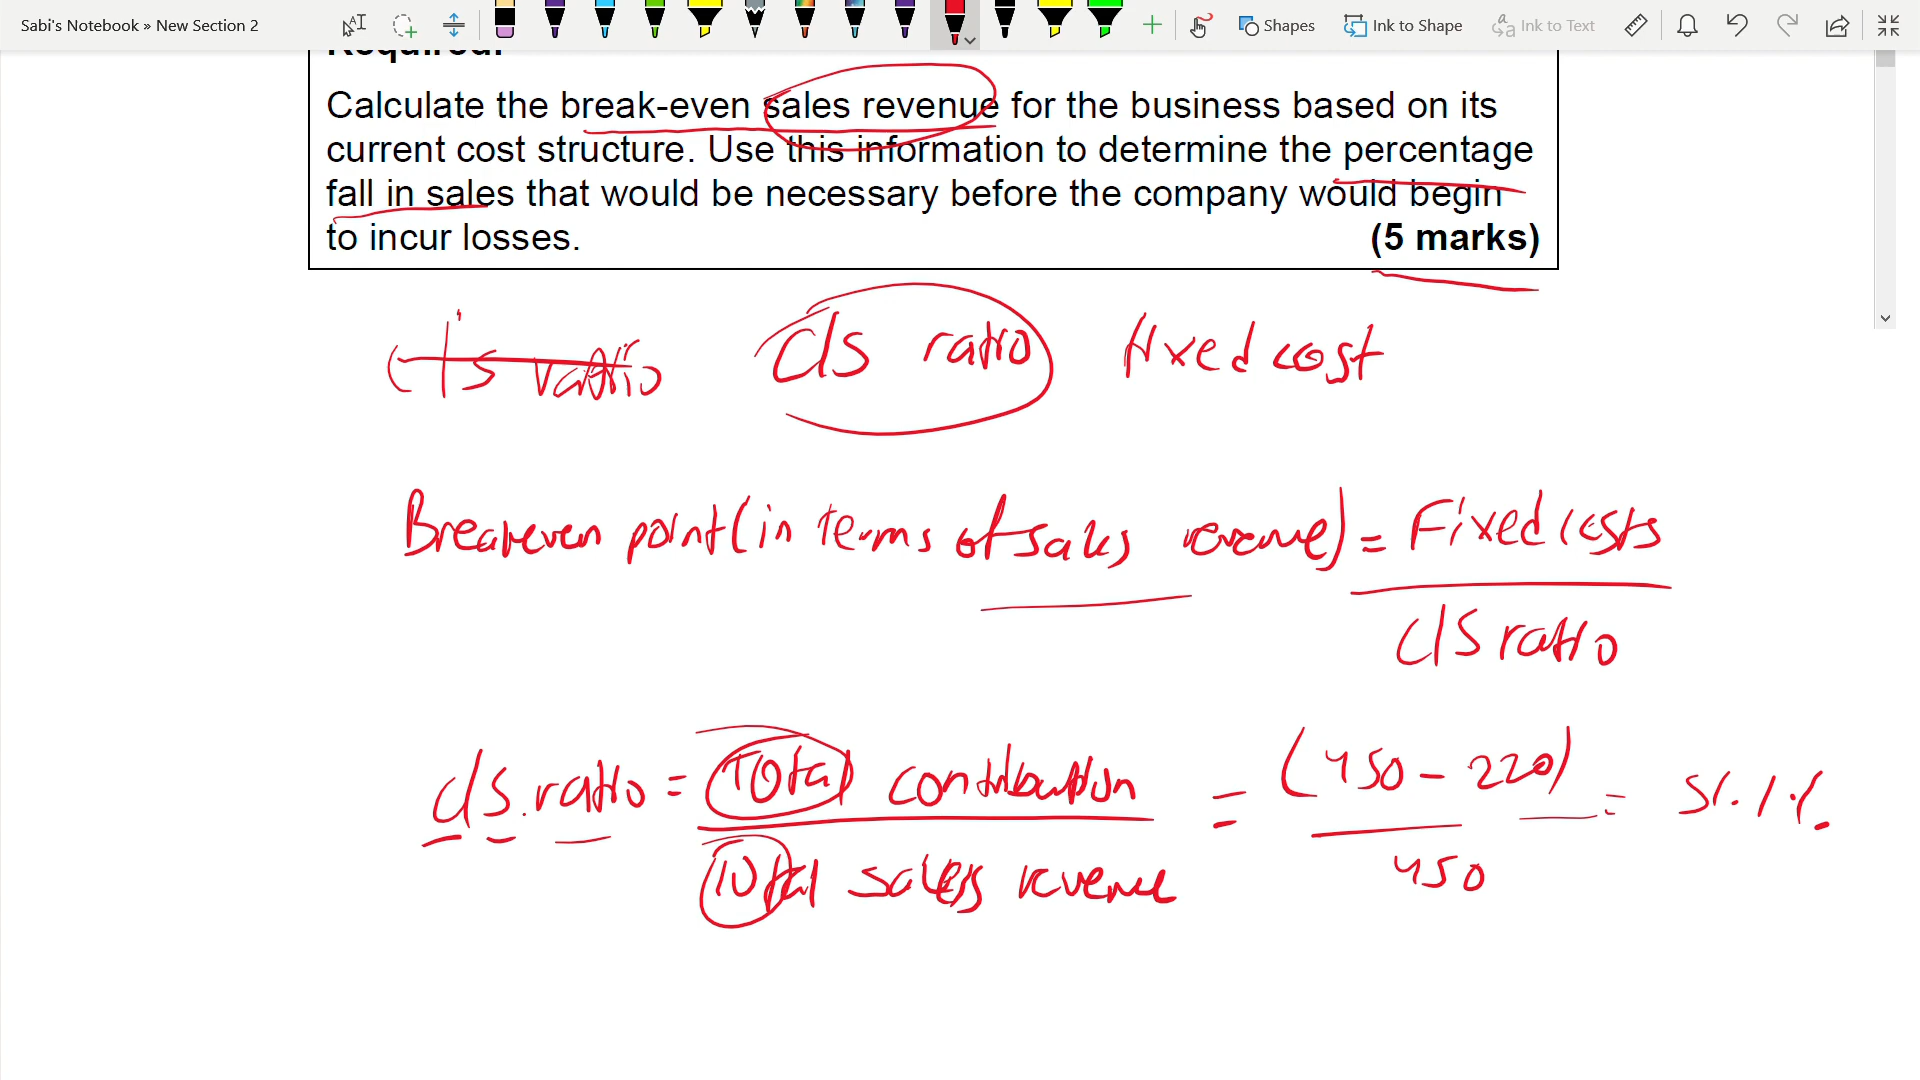 Sabi's Notebook » New Section 2
Shapes
Ink to Shape
Ink to Text
Required:
Calculate the break-even sales revenue for the business based on its
current cost structure. Use this information to determine the percentage
fall in sales that would be necessary before the company would begin
to incur losses. (5 marks)
C/S ratio fixed cost
Breakeven point (in terms of sales revenue) = Fixed costs
C/S ratio
C/S. ratio = Total contribution = (450 - 220) = 51.1%.
Total sales revenue 450